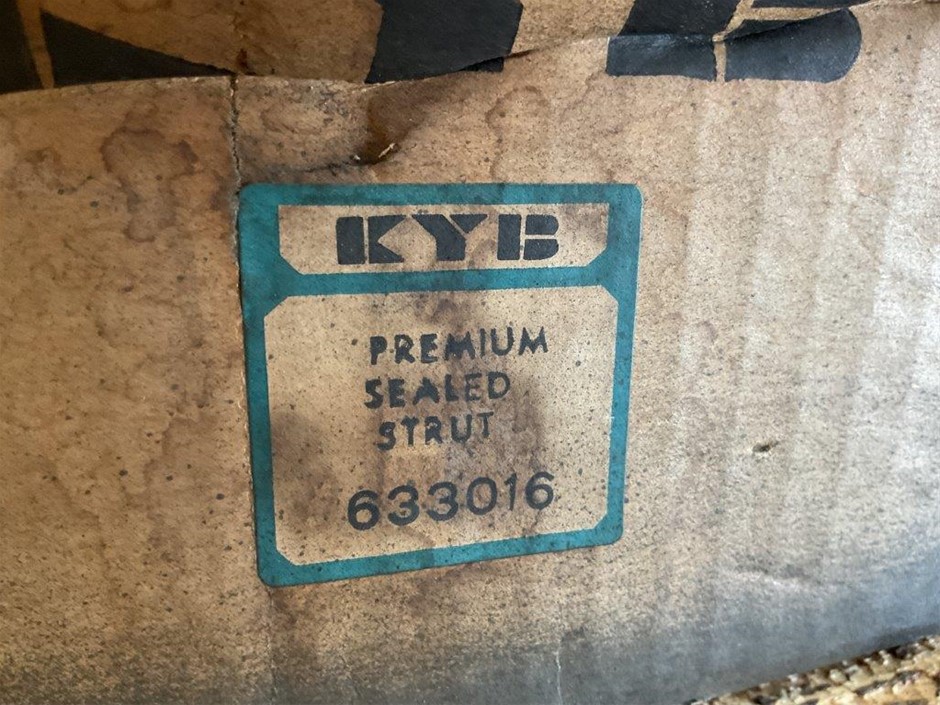 KYB
PREMIUM
SEALED
STRUT
633016